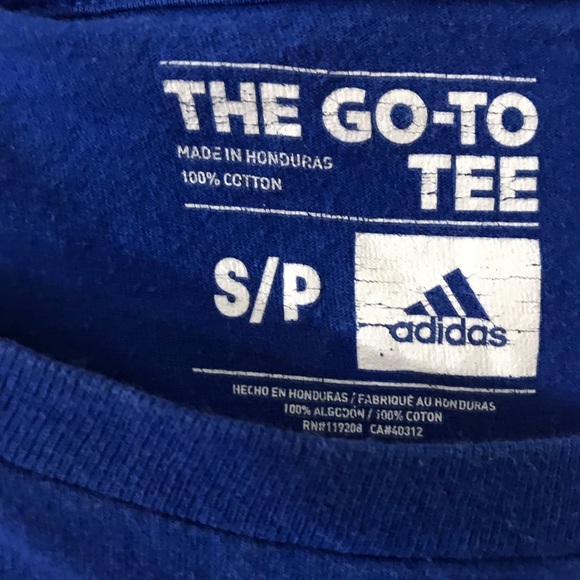 THE GO-TO
TEE
MADE IN HONDURAS
100% COTTON
S/P
adidas
HECHO EN HONDURAS / FABRIQUÉ AU HONDURAS
100% ALGODÓN / 100% COTON
RN#119208 CA#40312